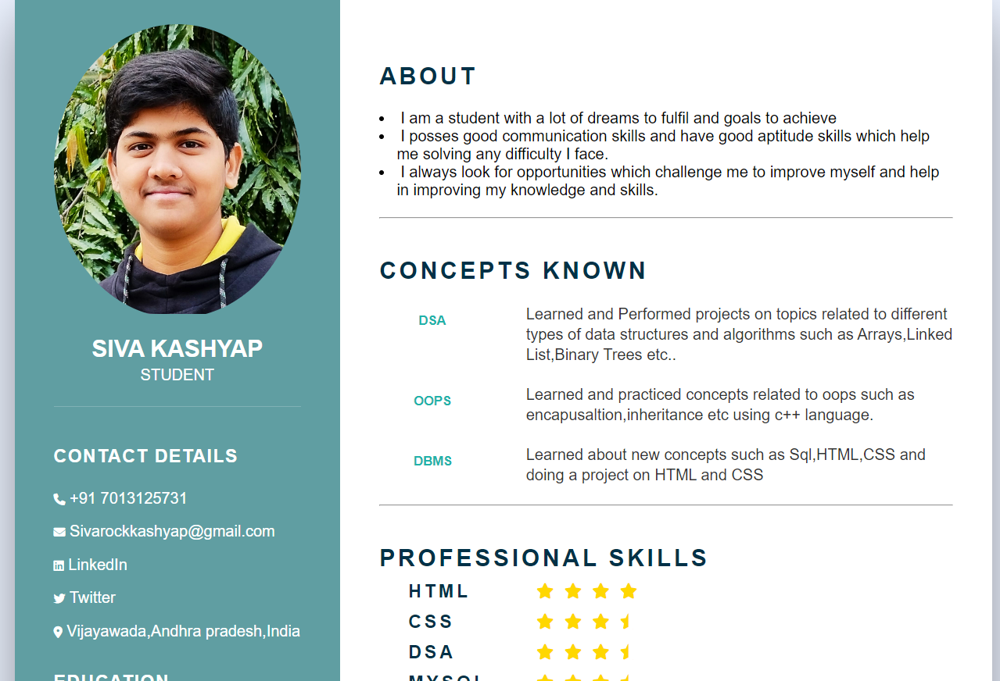 SIVA KASHYAP
STUDENT
CONTACT DETAILS
+91 7013125731
Sivarockkashyap@gmail.com
LinkedIn
Twitter
Vijayawada,Andhra pradesh,India
EDUCATION
ABOUT
I am a student with a lot of dreams to fulfil and goals to achieve
I posses good communication skills and have good aptitude skills which help
me solving any difficulty I face.
I always look for opportunities which challenge me to improve myself and help
in improving my knowledge and skills.
CONCEPTS KNOWN
DSA
Learned and Performed projects on topics related to different
types of data structures and algorithms such as Arrays,Linked
List,Binary Trees etc..
OOPS
Learned and practiced concepts related to oops such as
encapusaltion,inheritance etc using c++ language.
DBMS
Learned about new concepts such as Sql,HTML,CSS and
doing a project on HTML and CSS
PROFESSIONAL SKILLS
HTML
CSS
DSA
MYSQL